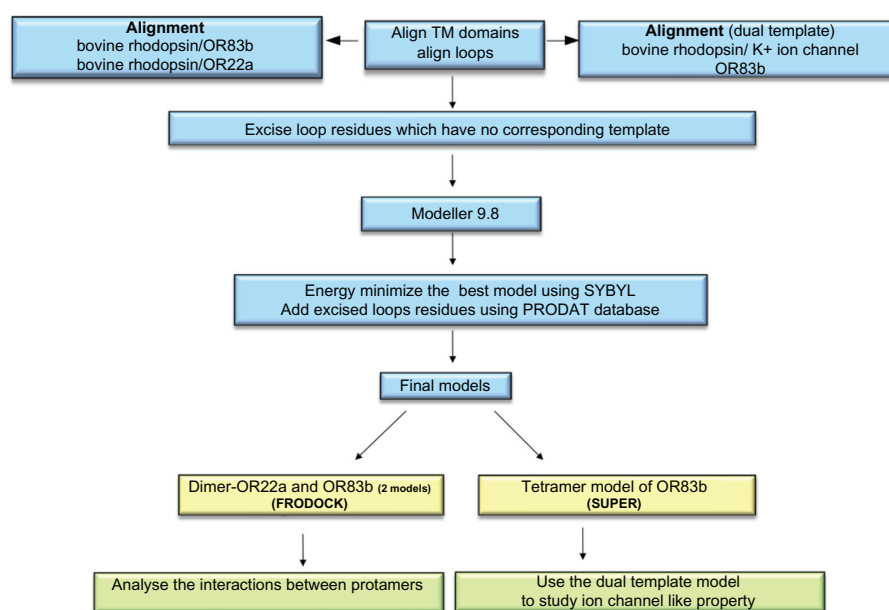 Alignment
bovine rhodopsin/OR83b
bovine rhodopsin/OR22a
Align TM domains
align loops
Alignment (dual template)
bovine rhodopsin/ K+ ion channel
OR83b
Excise loop residues which have no corresponding template
Modeller 9.8
Energy minimize the best model using SYBYL
Add excised loops residues using PRODAT database
Final models
Dimer-OR22a and OR83b (2 models)
(FRODOCK)
Tetramer model of OR83b
(SUPER)
Analyse the interactions between protamers
Use the dual template model
to study ion channel like property